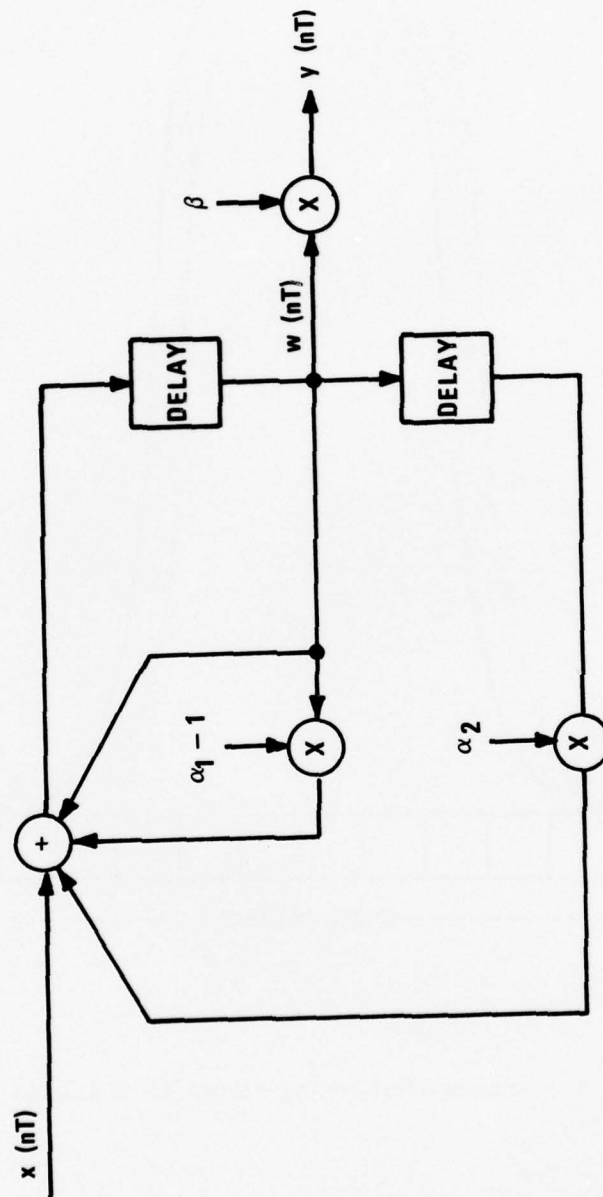 x (nT)
+
α₁ − 1
X
α₂
X
DELAY
w (nT)
DELAY
β
X
y (nT)